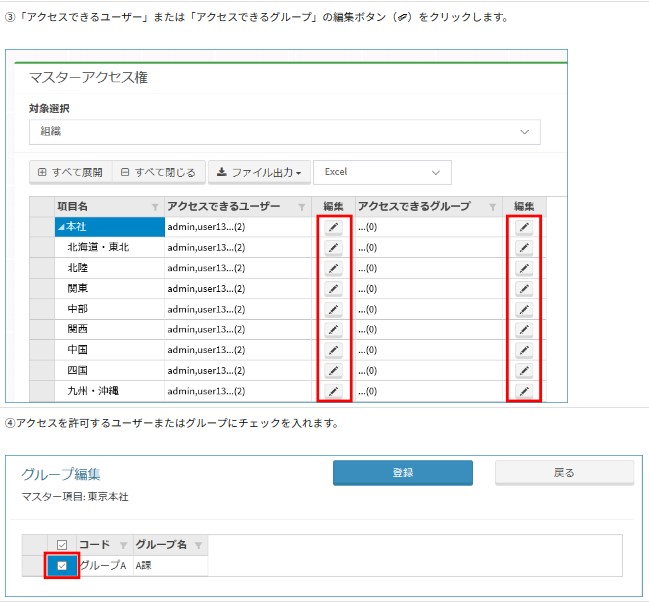 ③「アクセスできるユーザー」または「アクセスできるグループ」の編集ボタン（✐）をクリックします。
マスターアクセス権
対象選択
組織
すべて展開 すべて閉じる ファイル出力 Excel
項目名 アクセスできるユーザー 編集 アクセスできるグループ 編集
本社 admin,user13...(2) ...(0)
北海道・東北 admin,user13...(2) ...(0)
北陸 admin,user13...(2) ...(0)
関東 admin,user13...(2) ...(0)
中部 admin,user13...(2) ...(0)
関西 admin,user13...(2) ...(0)
中国 admin,user13...(2) ...(0)
四国 admin,user13...(2) ...(0)
九州・沖縄 admin,user13...(2) ...(0)
④アクセスを許可するユーザーまたはグループにチェックを入れます。
グループ編集 登録 戻る
マスター項目: 東京本社
コード グループ名
グループA A課